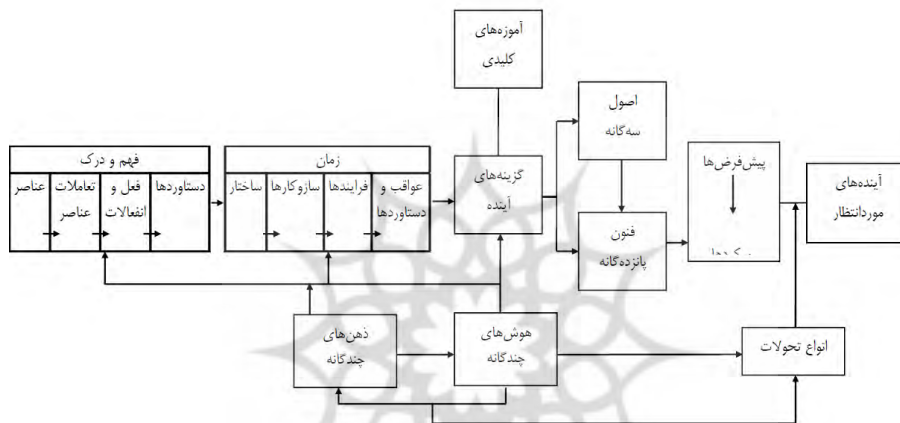 آموزه‌های
کلیدی
اصول
سه‌گانه
فهم و درک
عناصر
تعاملات
عناصر
فعل و
انفعالات
دستاوردها
زمان
ساختار
سازوکارها
فرایندها
عواقب و
دستاوردها
گزینه‌های
آینده
فنون
پانزده‌گانه
پیش‌فرض‌ها
آینده‌های
موردانتظار
ذهن‌های
چندگانه
هوش‌های
چندگانه
انواع تحولات